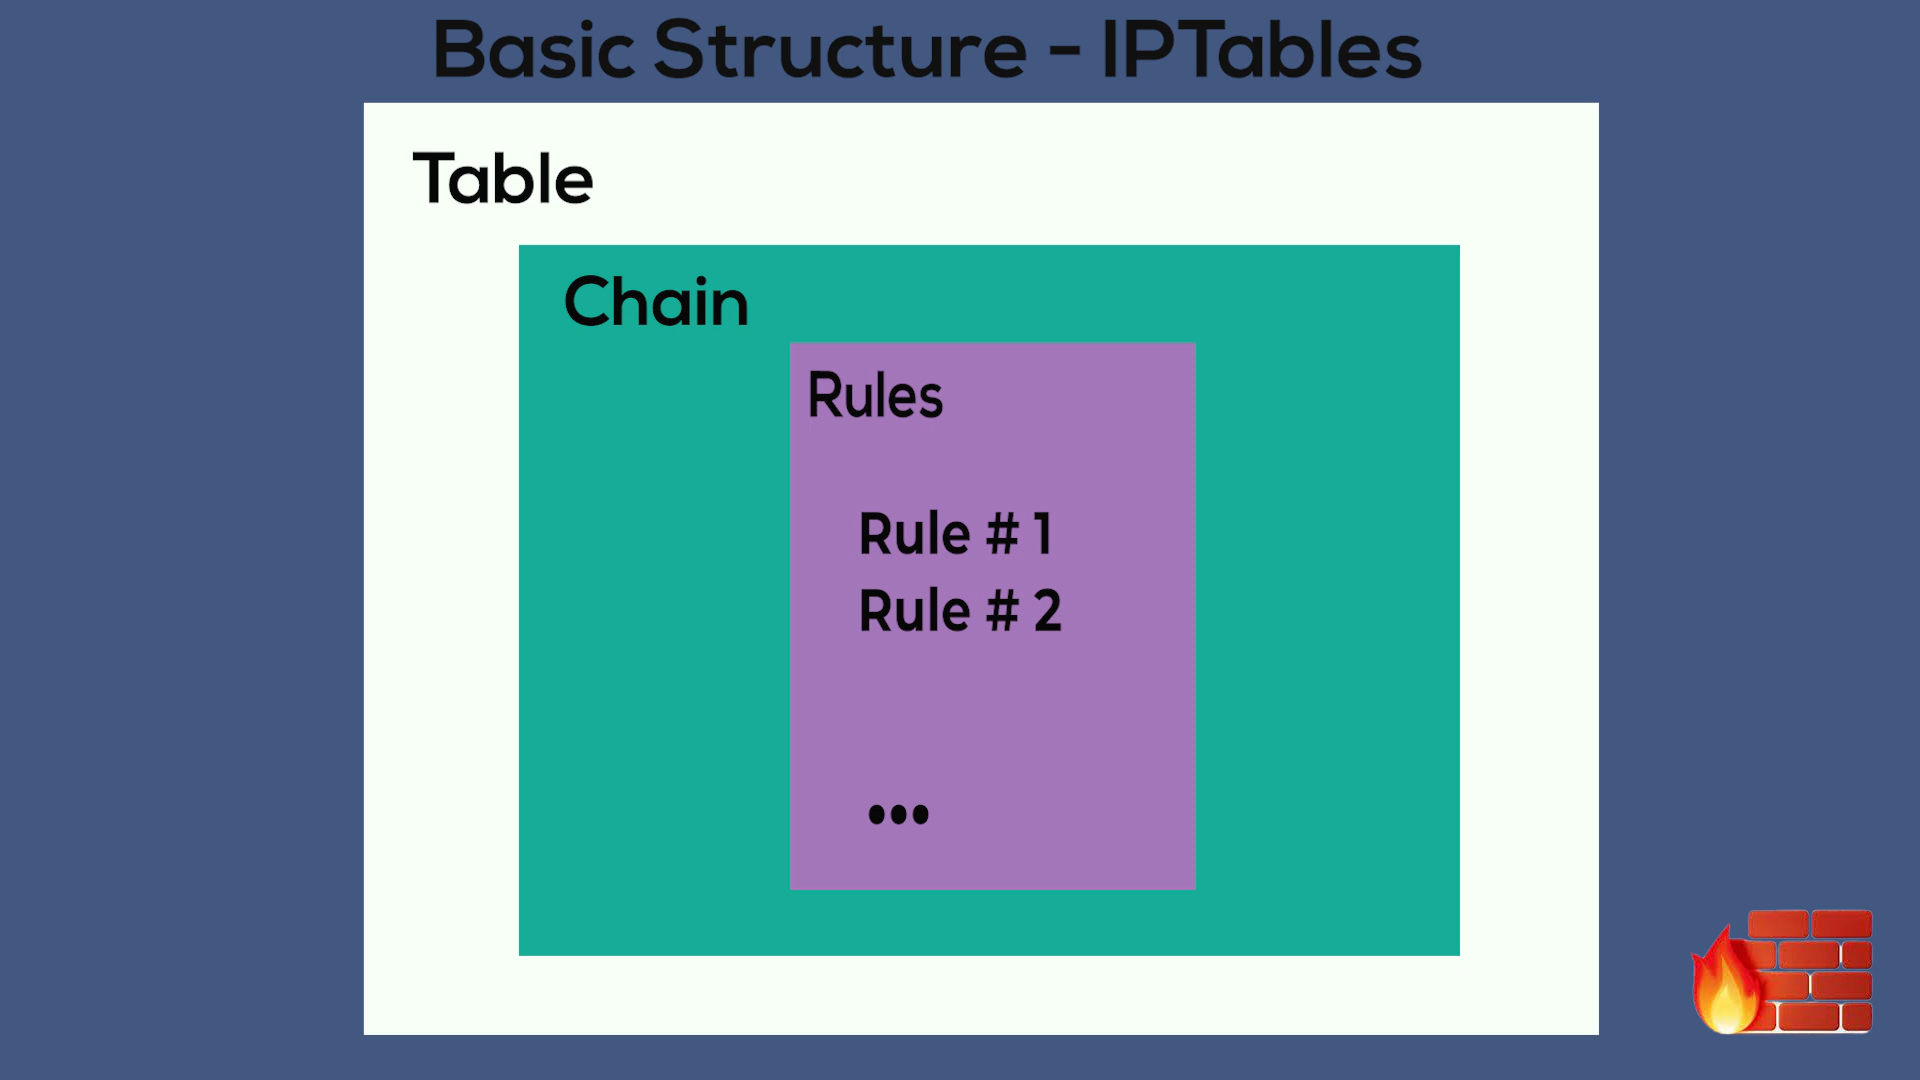 Basic Structure - IPTables
Table
Chain
Rules
Rule # 1
Rule # 2
...